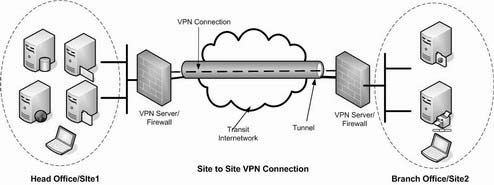 VPN Connection
VPN Server/
Firewall
Transit
Internetwork
Tunnel
VPN Server/
Firewall
Head Office/SIte1
Site to Site VPN Connection
Branch Office/Site2